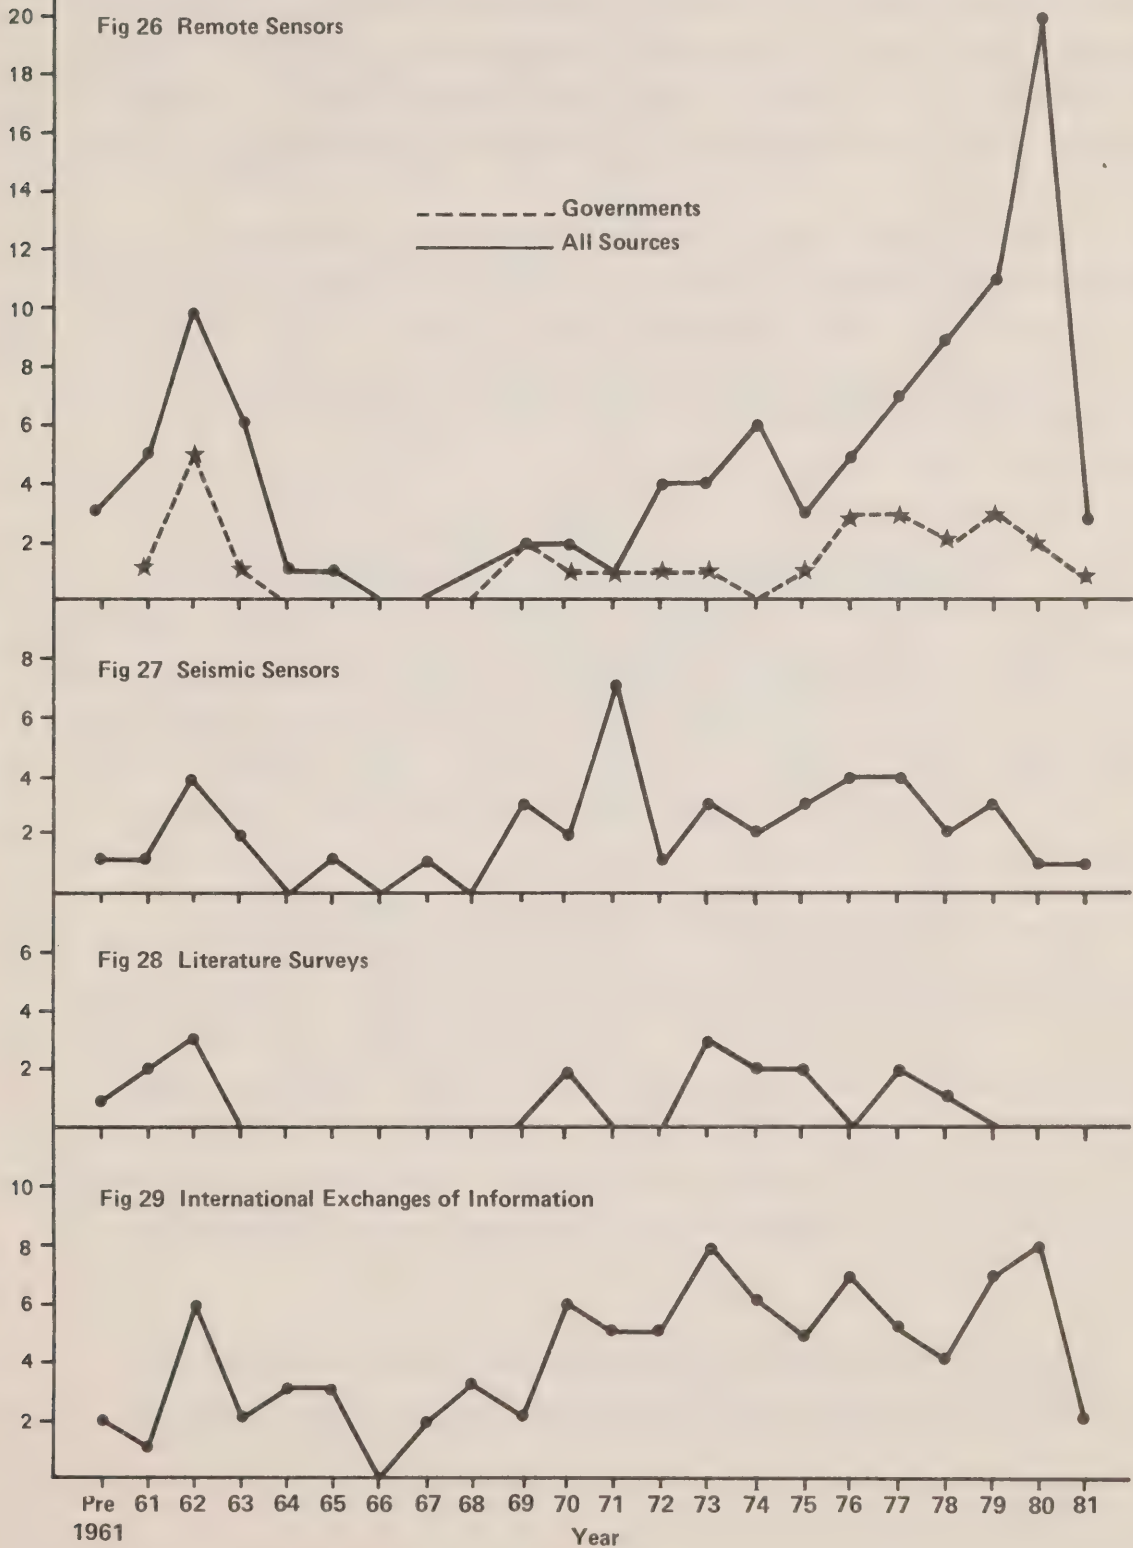 20
Fig 26 Remote Sensors
18
16
14
Governments
All Sources
12
10
8
6
4
2
8
Fig 27 Seismic Sensors
6
4
2
6
Fig 28 Literature Surveys
4
2
10
Fig 29 International Exchanges of Information
8
6
4
2
Pre 61 62 63 64 65 66 67 68 69 70 71 72 73 74 75 76 77 78 79 80 81
1961
Year